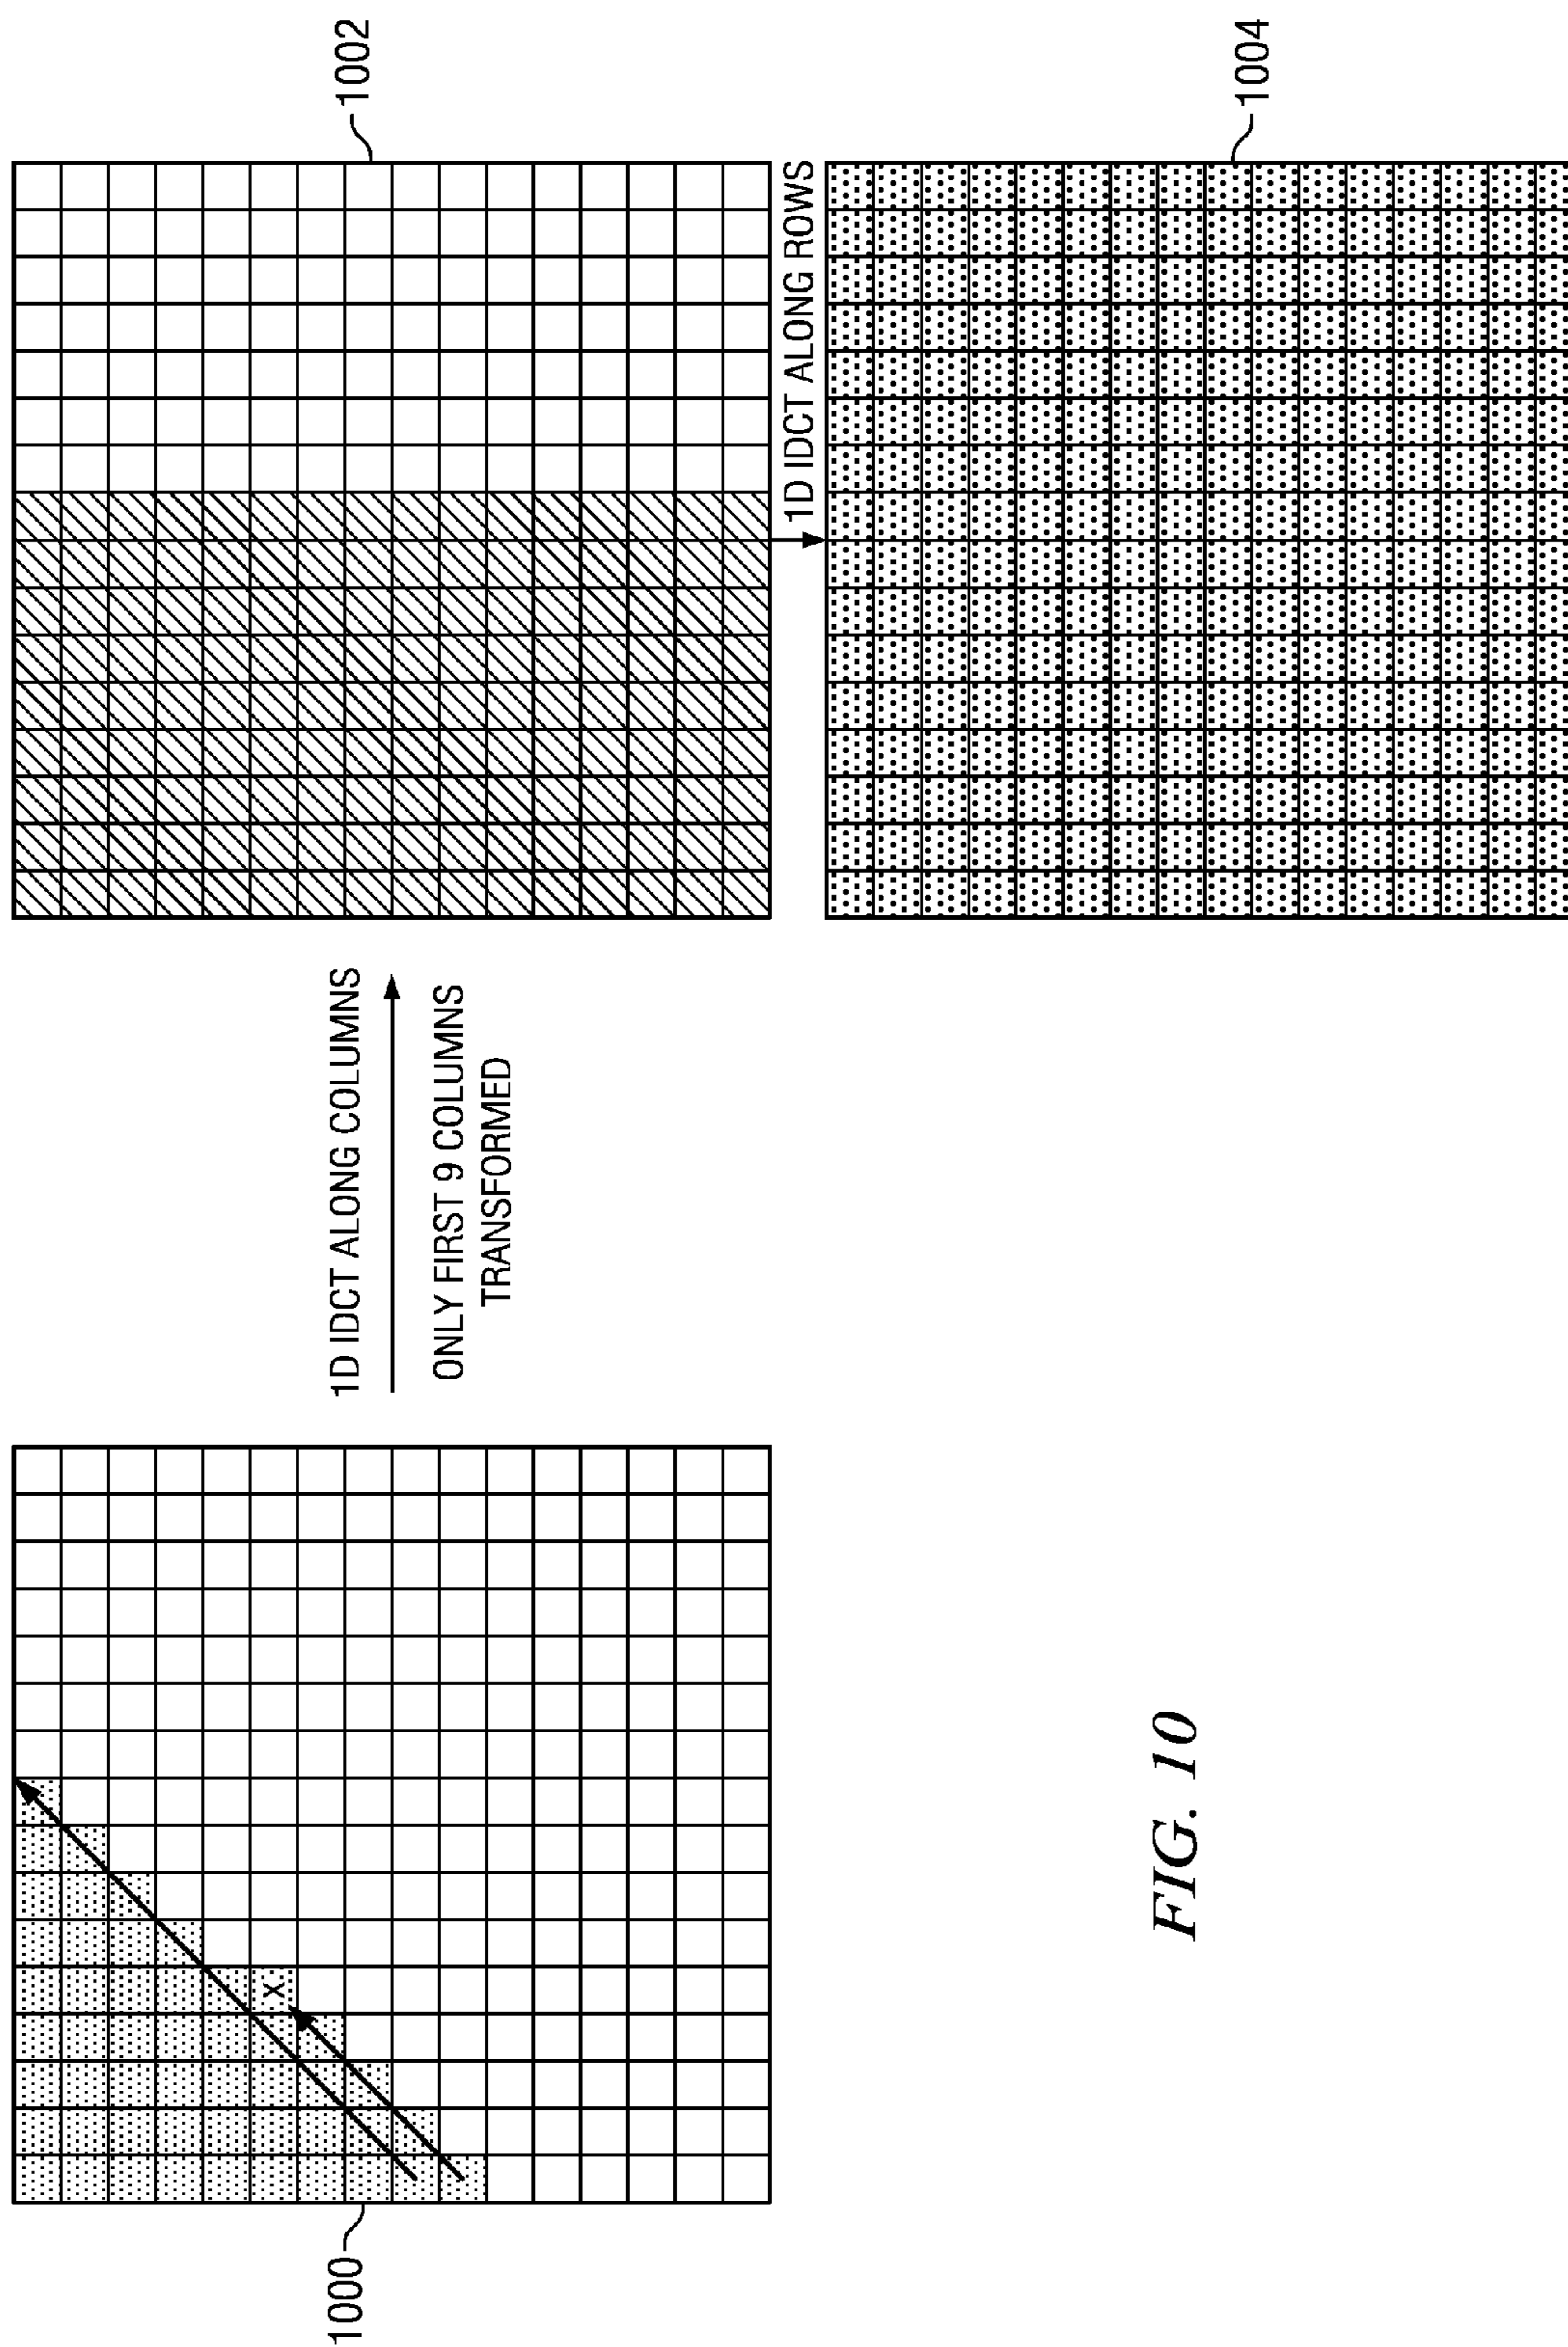 1000
X
1D IDCT ALONG COLUMNS
ONLY FIRST 9 COLUMNS
TRANSFORMED
1002
1D IDCT ALONG ROWS
1004
FIG. 10